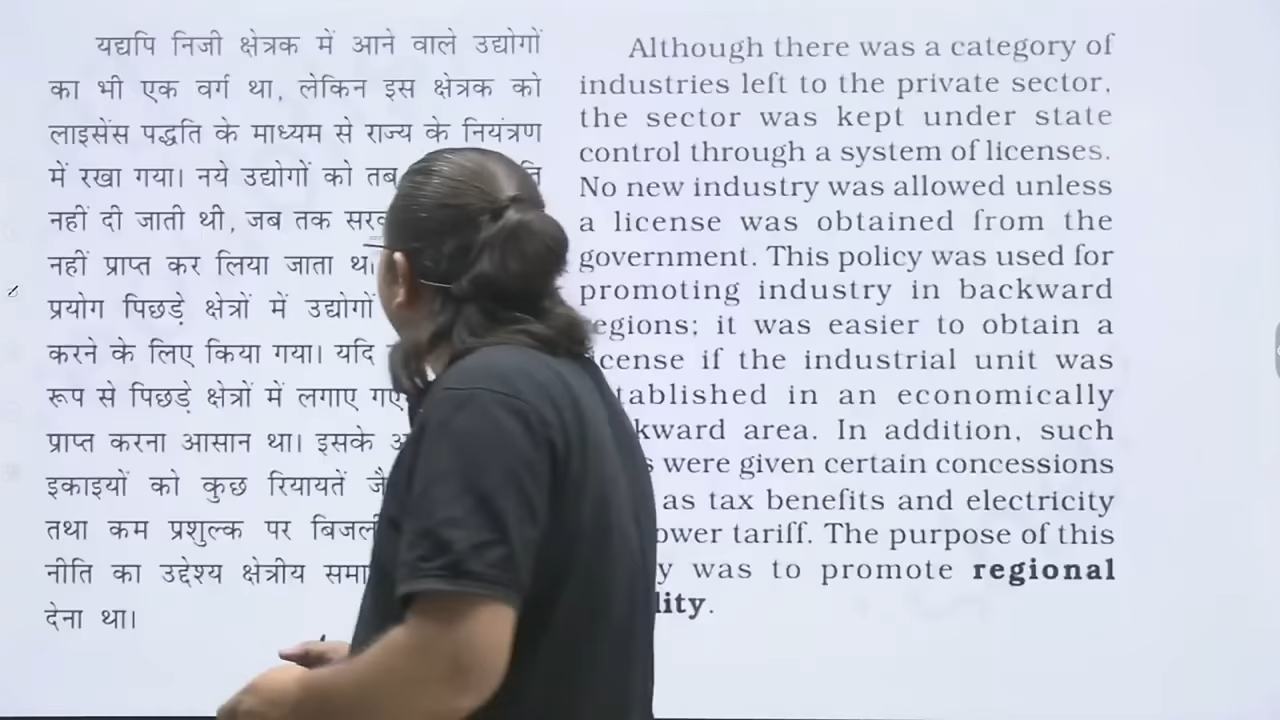 यद्यपि निजी क्षेत्रक में आने वाले उद्योगों
का भी एक वर्ग था, लेकिन इस क्षेत्रक को
लाइसेंस पद्धति के माध्यम से राज्य के नियंत्रण
में रखा गया। नये उद्योगों को तब
नहीं दी जाती थी, जब तक
नहीं प्राप्त कर लिया जाता
प्रयोग पिछड़े क्षेत्रों में उद्योगों
करने के लिए किया गया। यदि
रूप से पिछड़े क्षेत्रों में लगाए
प्राप्त करना आसान था। इसके
इकाइयों को कुछ रियायतें
तथा कम प्रशुल्क पर
नीति का उद्देश्य क्षेत्रीय
देना था।
Although there was a category of
industries left to the private sector,
the sector was kept under state
control through a system of licenses.
No new industry was allowed unless
a license was obtained from the
government. This policy was used for
promoting industry in backward
it was easier to obtain a
if the industrial unit was
in an economically
area. In addition, such
were given certain concessions
as tax benefits and electricity
tariff. The purpose of this
was to promote regional